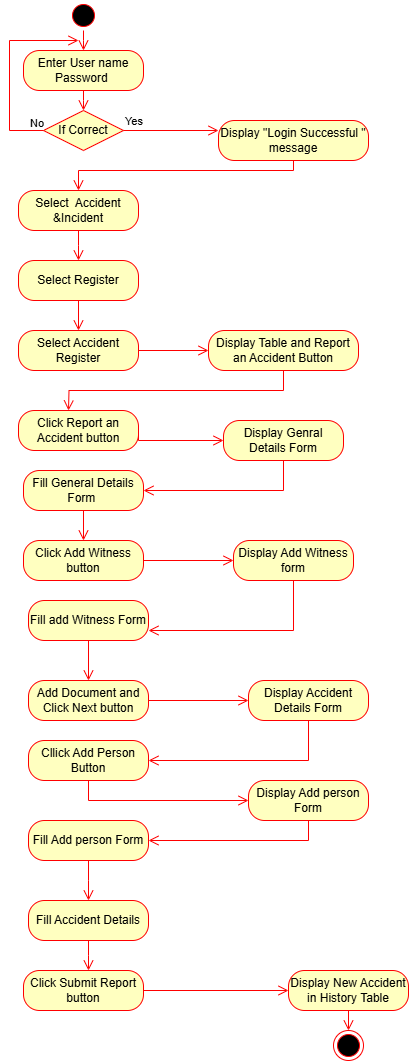 Enter User name
Password
If Correct
No
Yes
Display "Login Successful "
message
Select  Accident
&Incident
Select Register
Select Accident
Register
Display Table and Report
an Accident Button
Click Report an
Accident button
Display Genral
Details Form
Fill General Details
Form
Click Add Witness
button
Display Add Witness
form
Fill add Witness Form
Add Document and
Click Next button
Display Accident
Details Form
Cllick Add Person
Button
Display Add person
Form
Fill Add person Form
Fill Accident Details
Click Submit Report
button
Display New Accident
in History Table